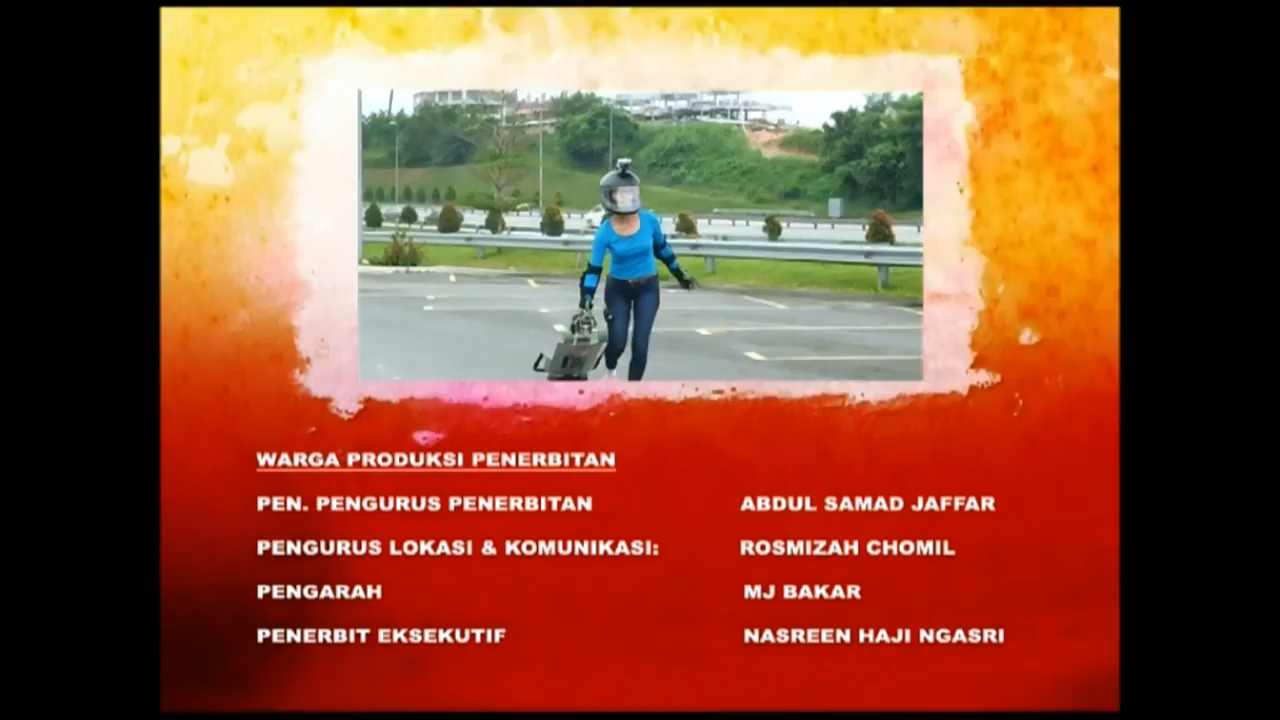 WARGA PRODUKSI PENERBITAN
PEN. PENGURUS PENERBITAN ABDUL SAMAD JAFFAR
PENGURUS LOKASI & KOMUNIKASI: ROSMIZAH CHOMIL
PENGARAH MJ BAKAR
PENERBIT EKSEKUTIF NASREEN HAJI NGASRI